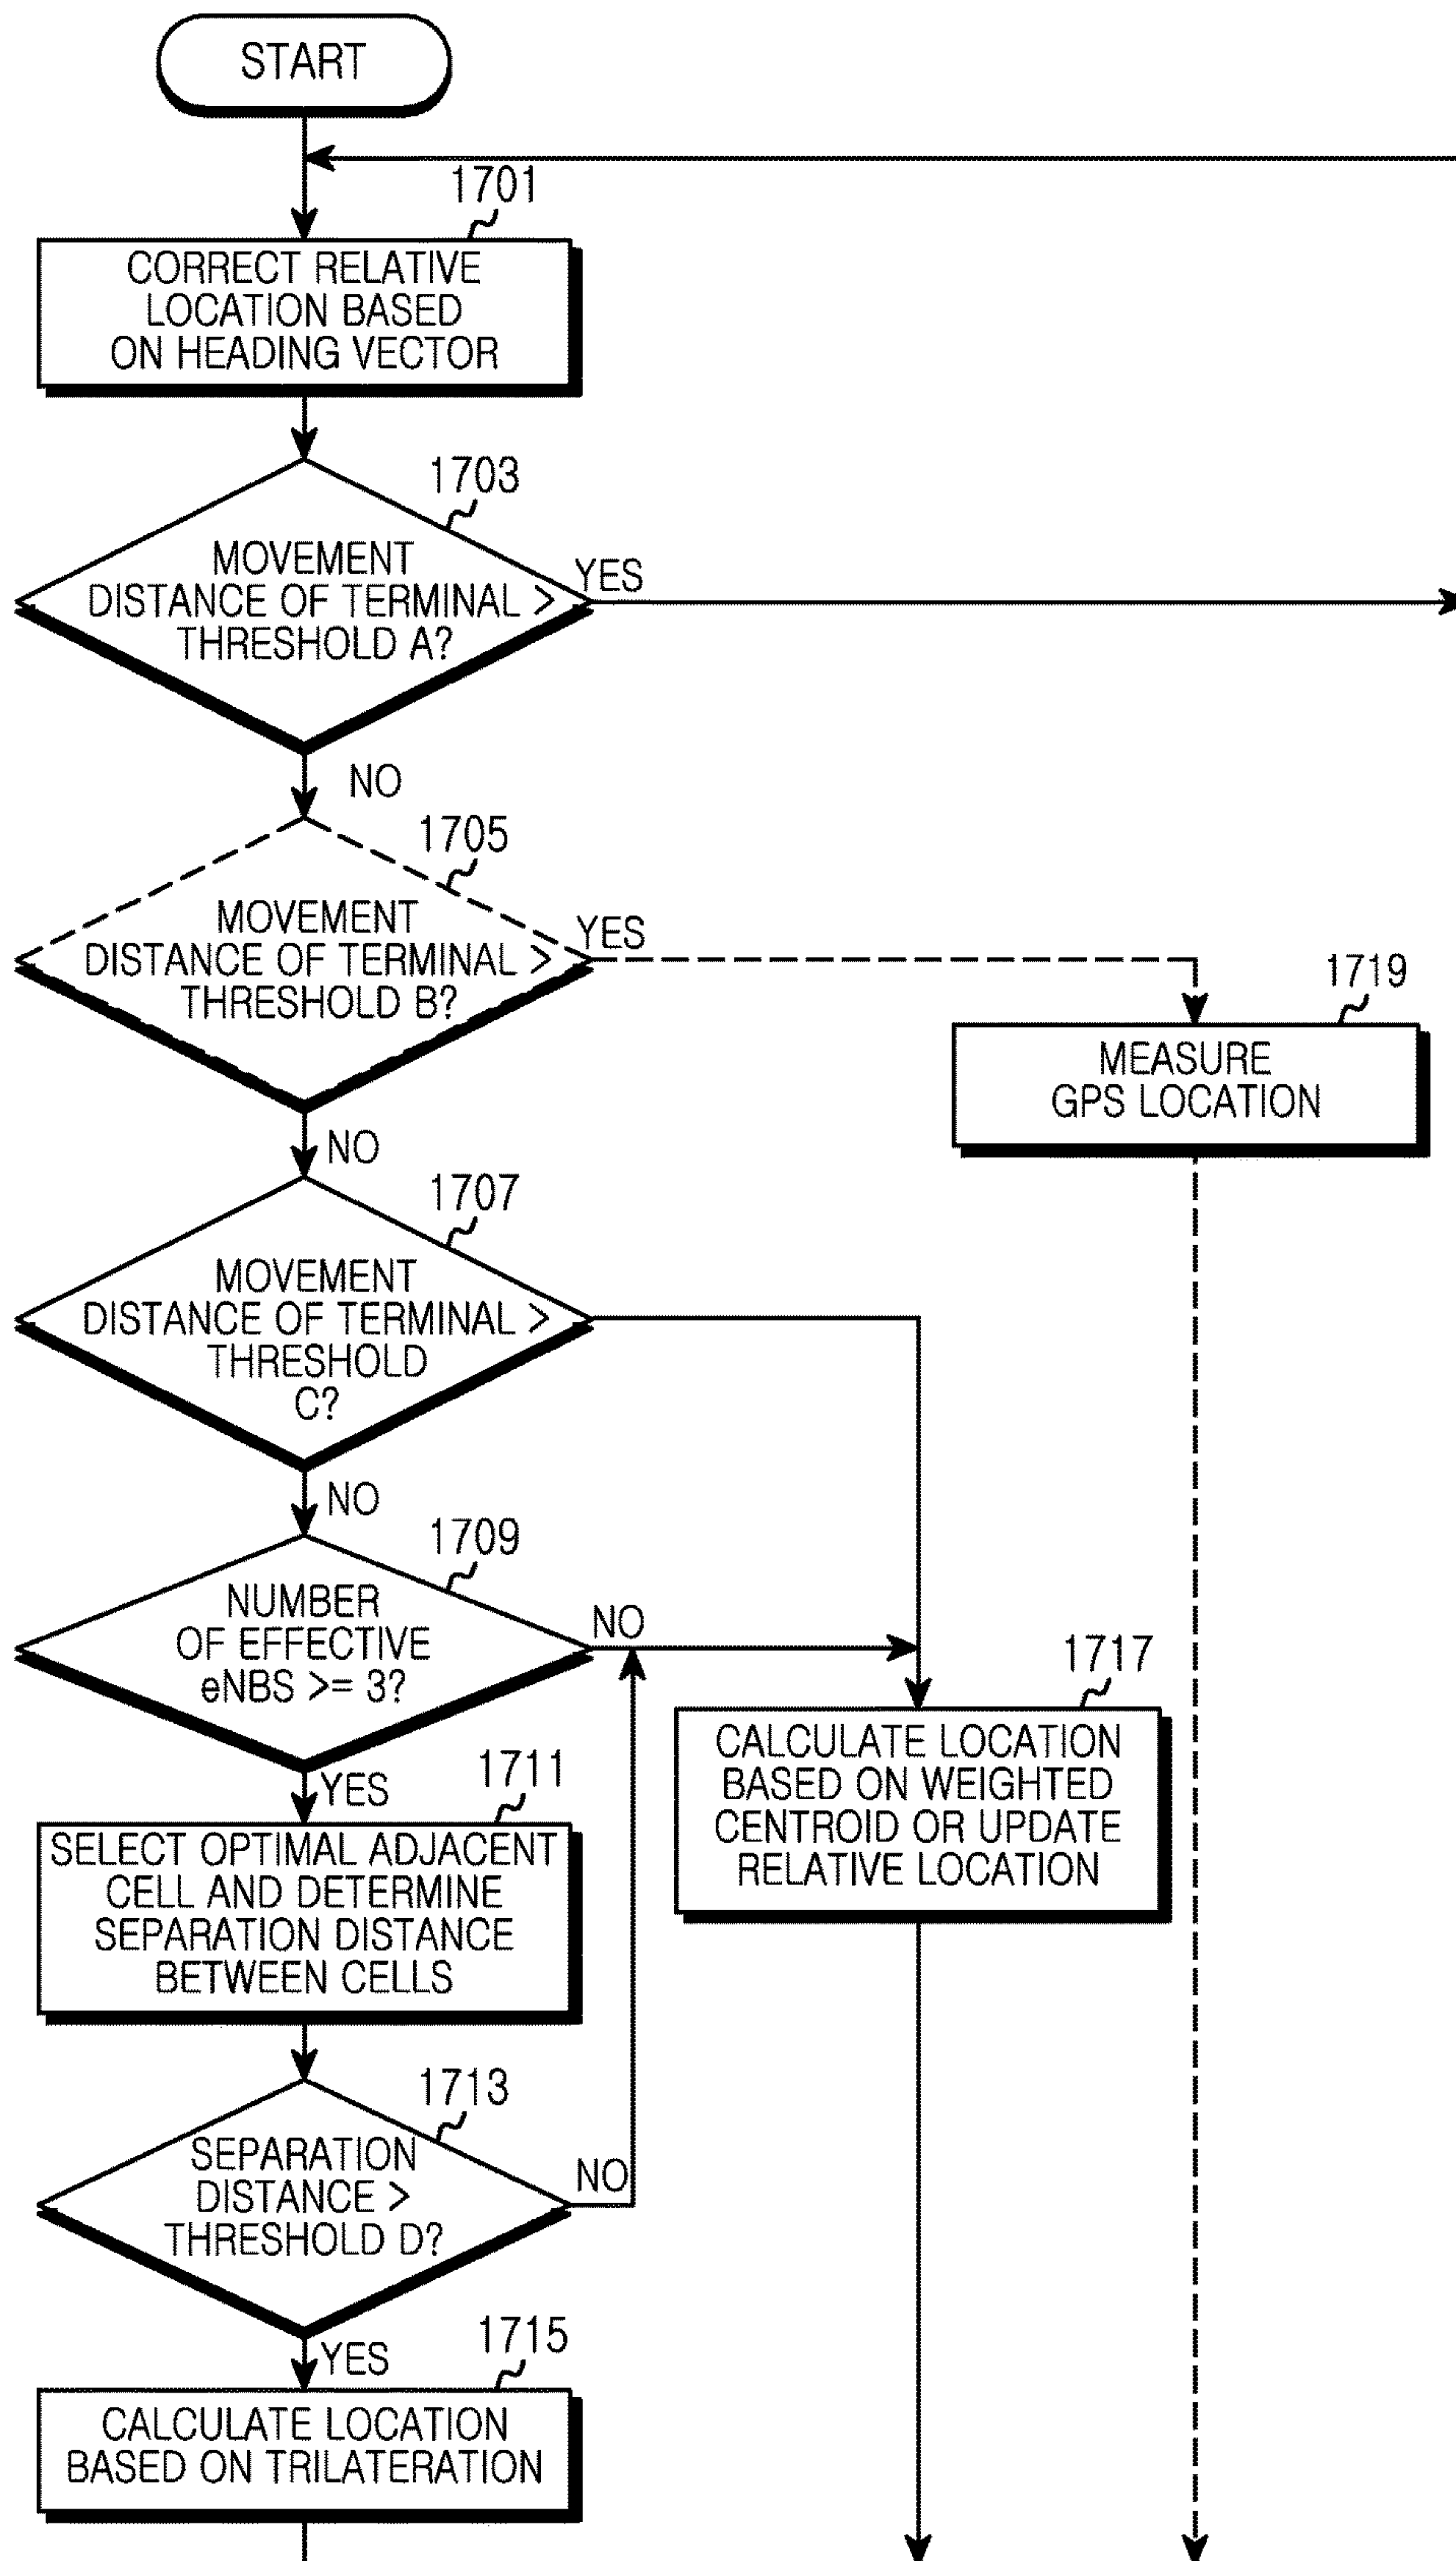 START
1701
CORRECT RELATIVE
LOCATION BASED
ON HEADING VECTOR
1703
MOVEMENT
DISTANCE OF TERMINAL >
THRESHOLD A?
YES
NO
1705
MOVEMENT
DISTANCE OF TERMINAL >
THRESHOLD B?
YES
1719
MEASURE
GPS LOCATION
NO
1707
MOVEMENT
DISTANCE OF TERMINAL >
THRESHOLD
C?
NO
1709
NUMBER
OF EFFECTIVE
eNBS >= 3?
NO
1717
CALCULATE LOCATION
BASED ON WEIGHTED
CENTROID OR UPDATE
RELATIVE LOCATION
YES
1711
SELECT OPTIMAL ADJACENT
CELL AND DETERMINE
SEPARATION DISTANCE
BETWEEN CELLS
1713
SEPARATION
DISTANCE >
THRESHOLD D?
NO
YES
1715
CALCULATE LOCATION
BASED ON TRILATERATION